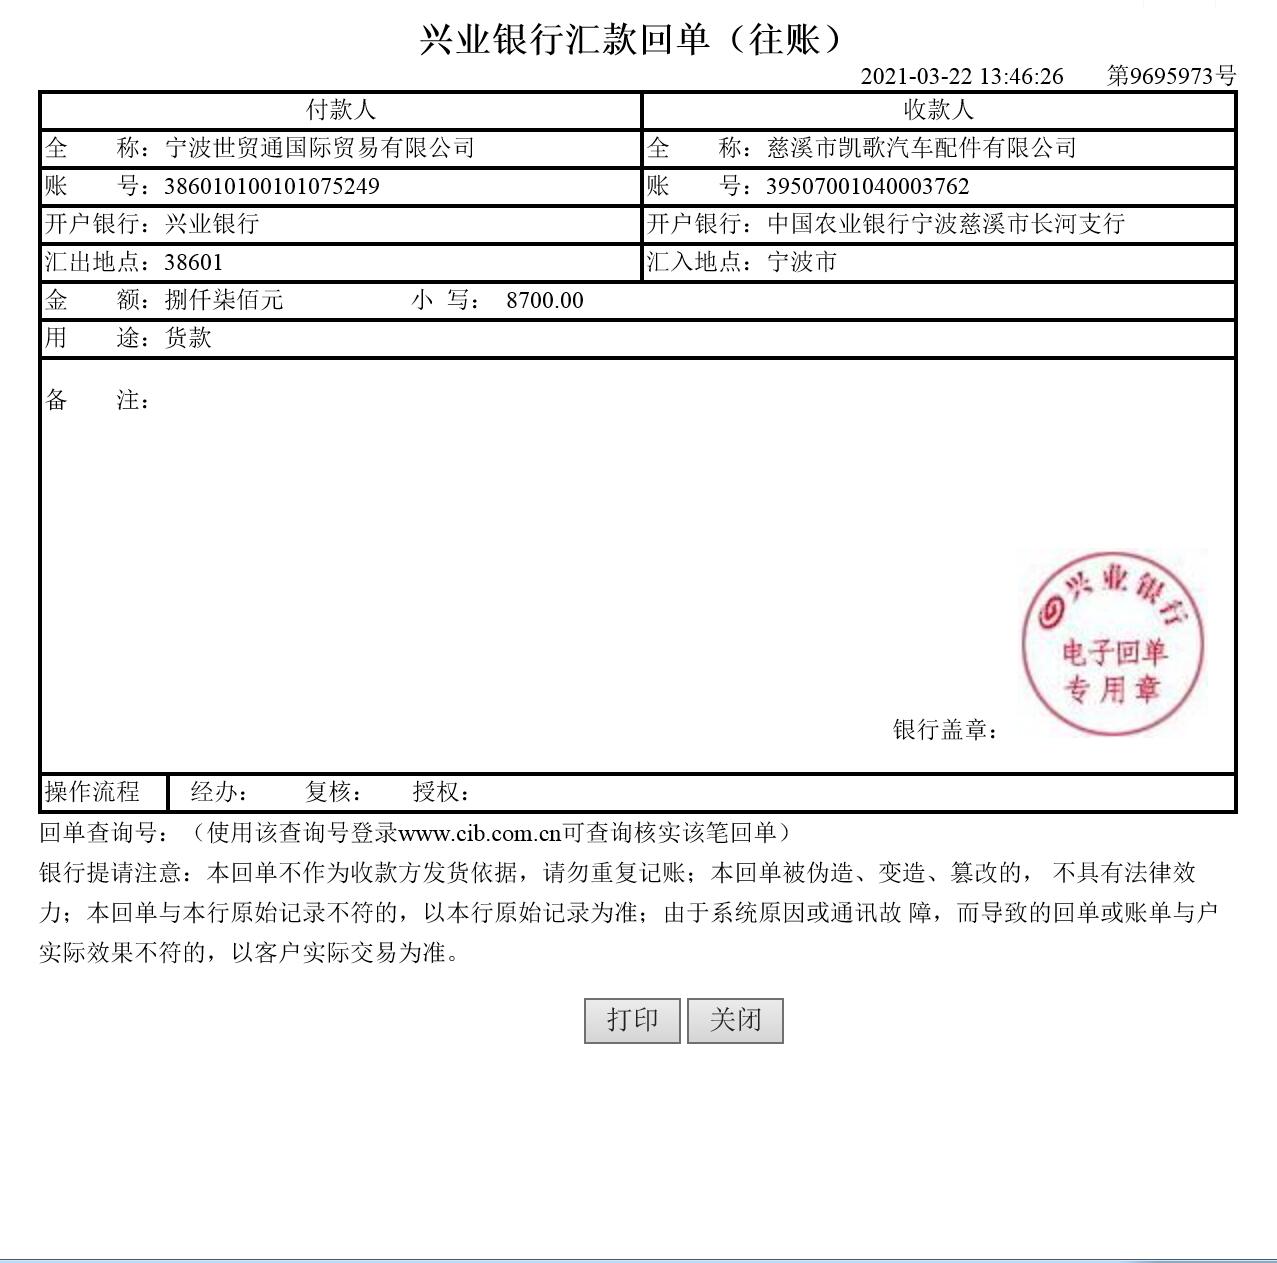 兴业银行汇款回单（往账）
2021-03-22 13:46:26 第9695973号
付款人 收款人
全 称：宁波世贸通国际贸易有限公司 全 称：慈溪市凯歌汽车配件有限公司
账 号：386010100101075249 账 号：39507001040003762
开户银行：兴业银行 开户银行：中国农业银行宁波慈溪市长河支行
汇出地点：38601 汇入地点：宁波市
金 额：捌仟柒佰元 小 写： 8700.00
用 途：货款
备 注：
兴业银行
电子回单
专用章
银行盖章：
操作流程 经办： 复核： 授权：
回单查询号：（使用该查询号登录www.cib.com.cn可查询核实该笔回单）
银行提请注意：本回单不作为收款方发货依据，请勿重复记账；本回单被伪造、变造、篡改的， 不具有法律效
力；本回单与本行原始记录不符的，以本行原始记录为准；由于系统原因或通讯故 障，而导致的回单或账单与户
实际效果不符的，以客户实际交易为准。
打印 关闭